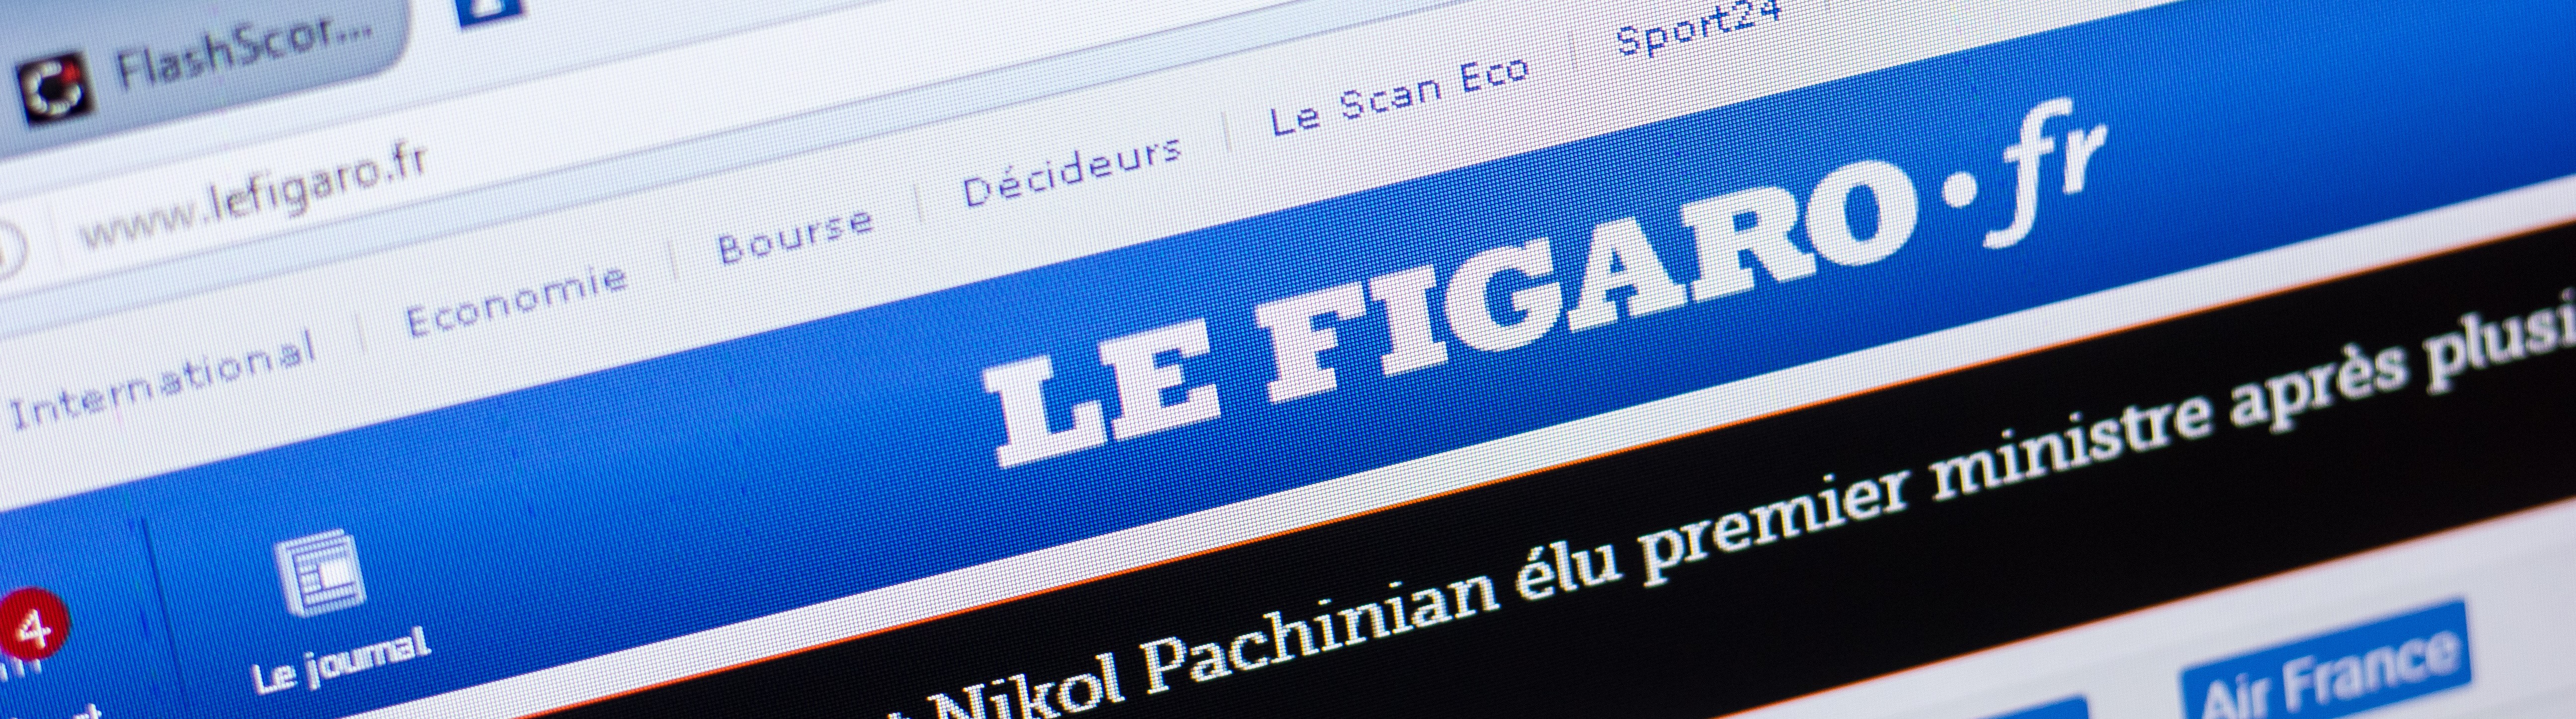 FlashScor...
www.lefigaro.fr
International Economie Bourse Décideurs Le Scan Eco Sport24
LE FIGARO•fr
4
Le journal
Nikol Pachinian élu premier ministre après plusi
Air France